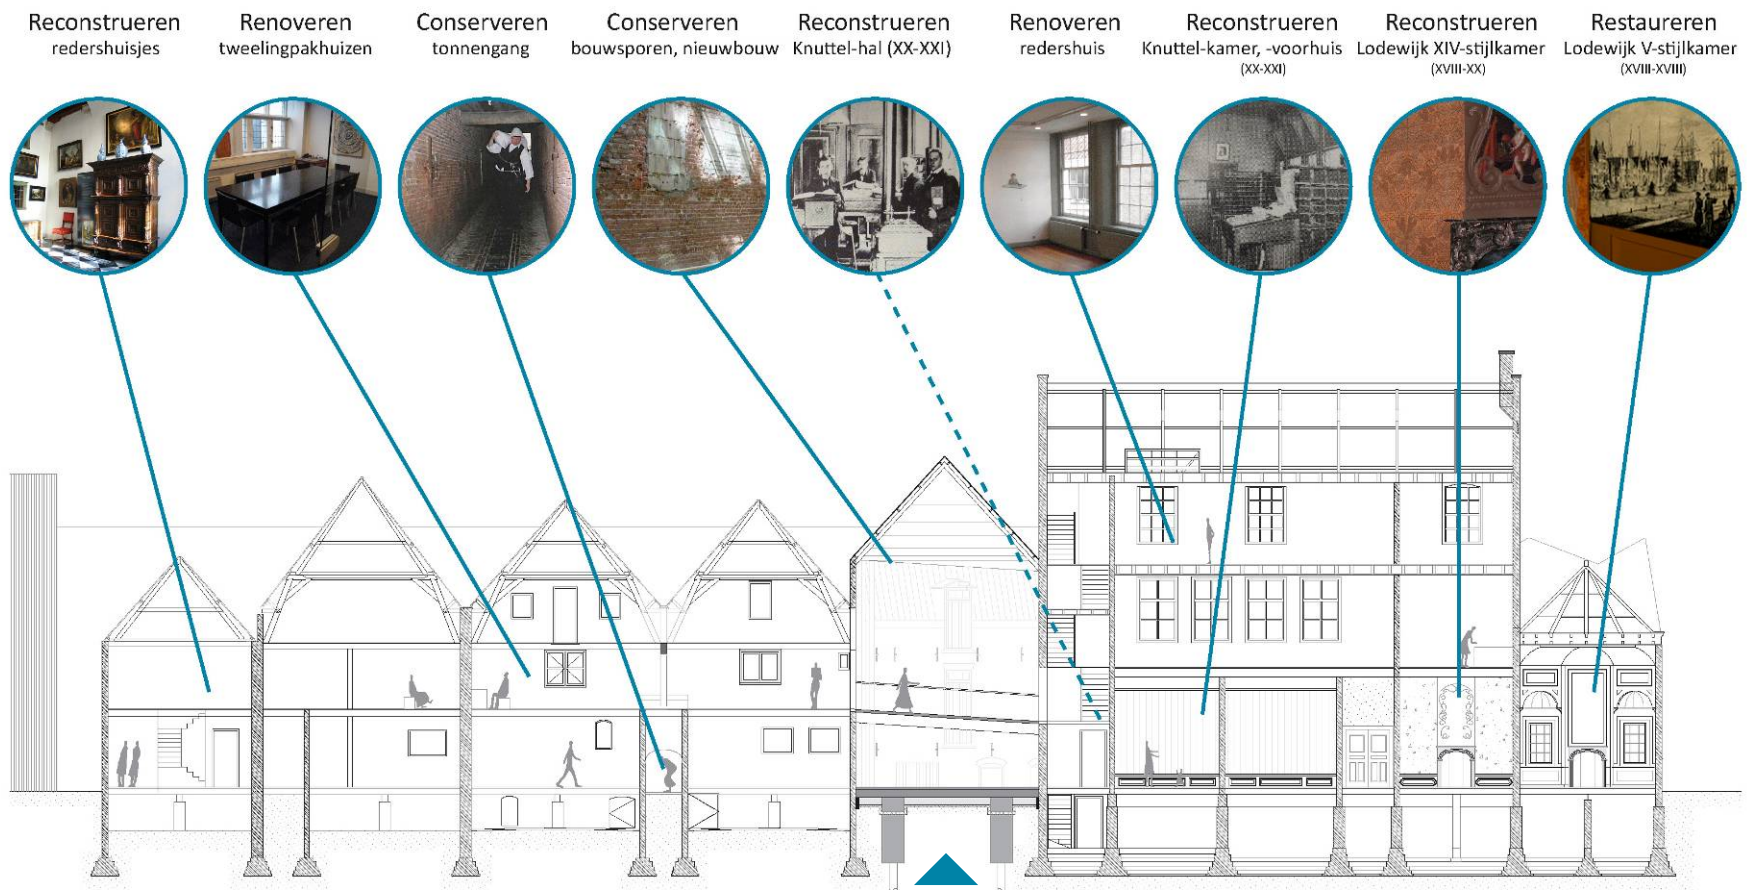 Reconstrueren
redershuisjes
Renoveren
tweelingpakhuizen
Conserveren
tonnengang
Conserveren
bouwsporen, nieuwbouw
Reconstrueren
Knuttel-hal (XX-XXI)
Renoveren
redershuis
Reconstrueren
Knuttel-kamer, -voorhuis
(XX-XXI)
Reconstrueren
Lodewijk XIV-stijlkamer
(XVIII-XX)
Restaureren
Lodewijk V-stijlkamer
(XVIII-XVIII)